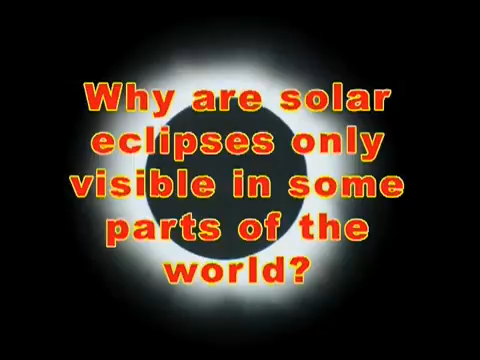 Why are solar
eclipses only
visible in some
parts of the
world?